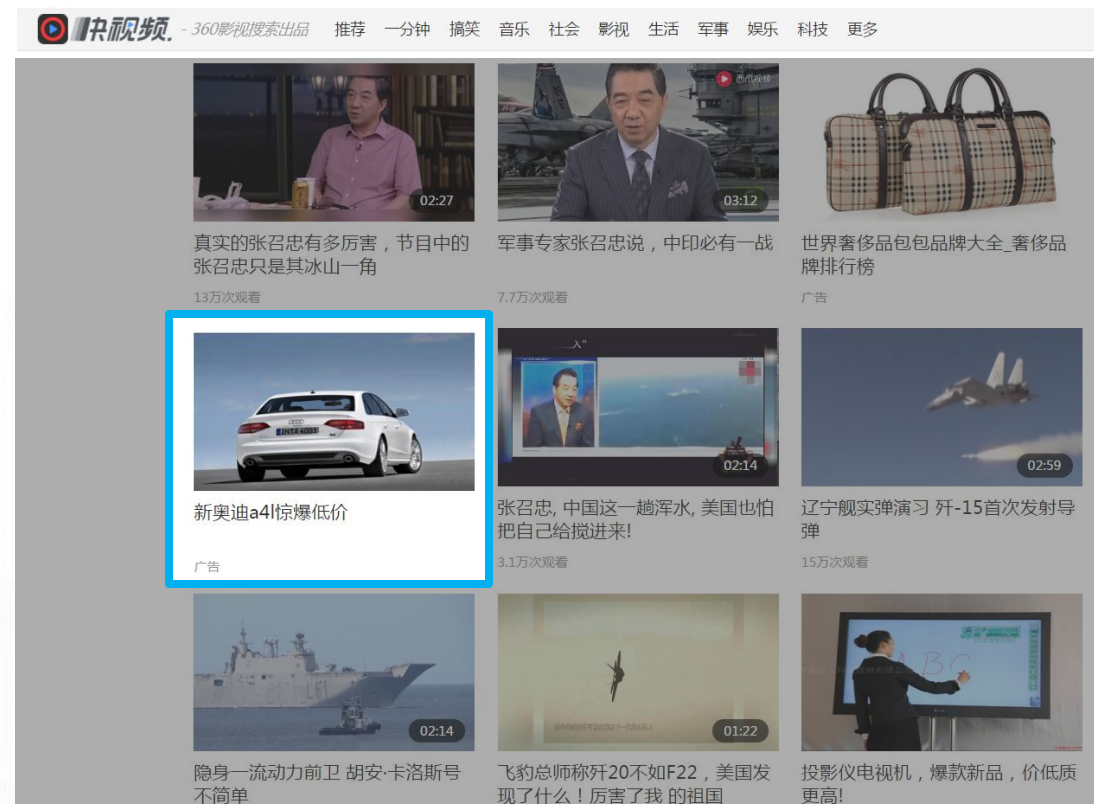 快视频. - 360影视搜索出品 推荐 一分钟 搞笑 音乐 社会 影视 生活 军事 娱乐 科技 更多
西瓜视频
02:27
03:12
真实的张召忠有多厉害，节目中的
张召忠只是其冰山一角
13万次观看
军事专家张召忠说，中印必有一战
7.7万次观看
世界奢侈品包包品牌大全_奢侈品
牌排行榜
广告
新奥迪a4l惊爆低价
广告
入"
02:14
张召忠, 中国这一趟浑水, 美国也怕
把自己给搅进来!
3.1万次观看
02:59
辽宁舰实弹演习 歼-15首次发射导
弹
15万次观看
L61
02:14
隐身一流动力前卫 胡安·卡洛斯号
不简单
01:22
飞豹总师称歼20不如F22，美国发
现了什么！厉害了我 的祖国
ABC
投影仪电视机，爆款新品，价低质
更高!